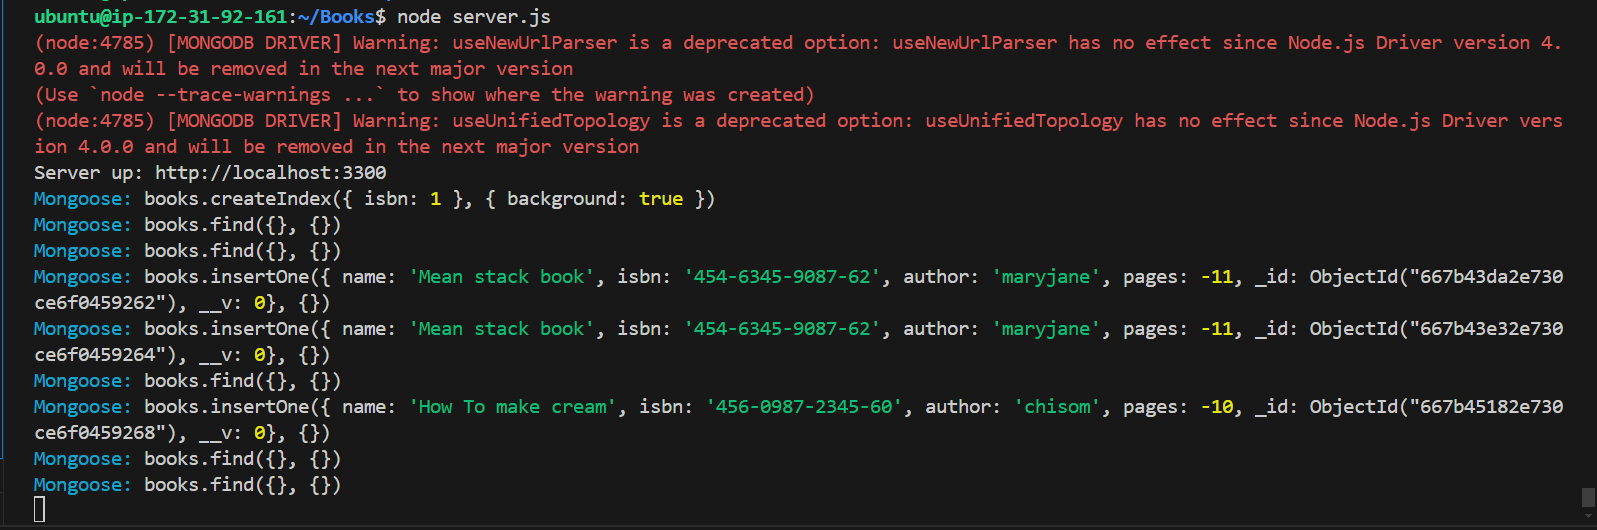 ubuntu@ip-172-31-92-161:~/Books$ node server.js
(node:4785) [MONGODB DRIVER] Warning: useNewUrlParser is a deprecated option: useNewUrlParser has no effect since Node.js Driver version 4.
0.0 and will be removed in the next major version
(Use `node --trace-warnings ...` to show where the warning was created)
(node:4785) [MONGODB DRIVER] Warning: useUnifiedTopology is a deprecated option: useUnifiedTopology has no effect since Node.js Driver vers
ion 4.0.0 and will be removed in the next major version
Server up: http://localhost:3300
Mongoose: books.createIndex({ isbn: 1 }, { background: true })
Mongoose: books.find({}, {})
Mongoose: books.find({}, {})
Mongoose: books.insertOne({ name: 'Mean stack book', isbn: '454-6345-9087-62', author: 'maryjane', pages: -11, _id: ObjectId("667b43da2e730
ce6f0459262"), __v: 0}, {})
Mongoose: books.insertOne({ name: 'Mean stack book', isbn: '454-6345-9087-62', author: 'maryjane', pages: -11, _id: ObjectId("667b43e32e730
ce6f0459264"), __v: 0}, {})
Mongoose: books.find({}, {})
Mongoose: books.insertOne({ name: 'How To make cream', isbn: '456-0987-2345-60', author: 'chisom', pages: -10, _id: ObjectId("667b45182e730
ce6f0459268"), __v: 0}, {})
Mongoose: books.find({}, {})
Mongoose: books.find({}, {})